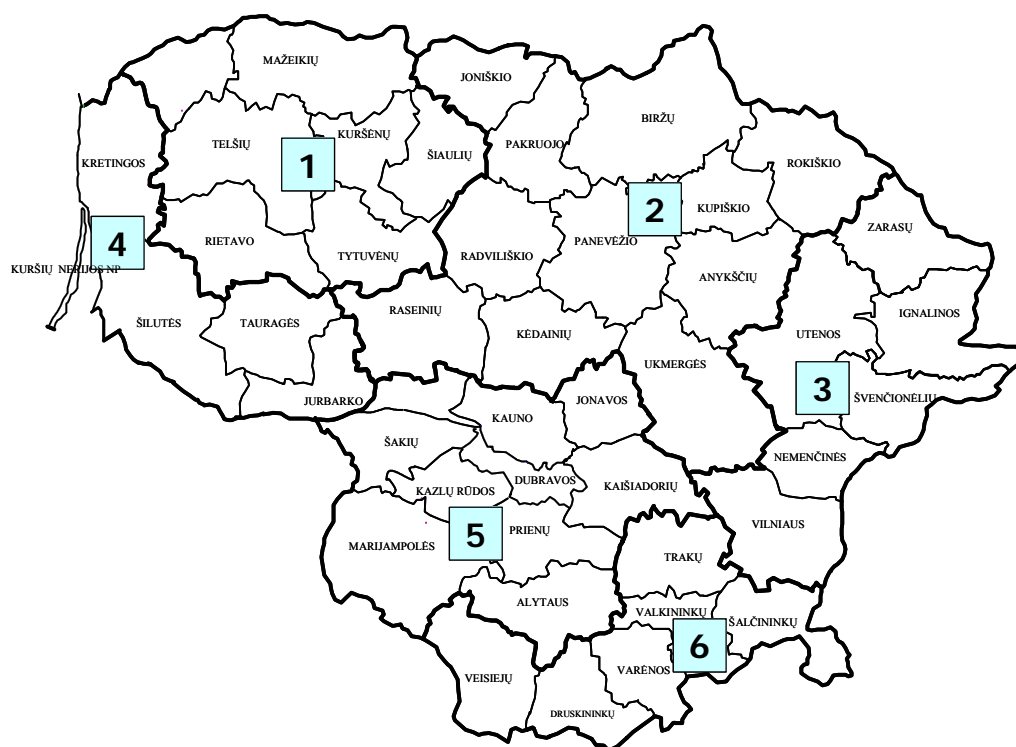 MAŽEIKIŲ
JONIŠKIO
KURŠĖNŲ
BIRŽŲ
TELŠIŲ
PAKRUOJO
ŠIAULIŲ
KRETINGOS
ROKIŠKIO
1
2
KUPIŠKIO
ZARASŲ
4
RIETAVO
TYTUVĖNŲ
RADVILIŠKIO
PANEVĖŽIO
KURŠIŲ NERIJOS NP
ANYKŠČIŲ
IGNALINOS
ŠILUTĖS
TAURAGĖS
RASEINIŲ
KĖDAINIŲ
UTENOS
UKMERGĖS
3
ŠVENČIONĖLIŲ
JURBARKO
JONAVOS
KAUNO
ŠAKIŲ
NEMENČINĖS
DUBRAVOS
KAIŠIADORIŲ
KAZLŲ RŪDOS
VILNIAUS
5
PRIENŲ
MARIJAMPOLĖS
TRAKŲ
ALYTAUS
VALKININKŲ
ŠALČININKŲ
6
VARĖNOS
VEISIEJŲ
DRUSKININKŲ